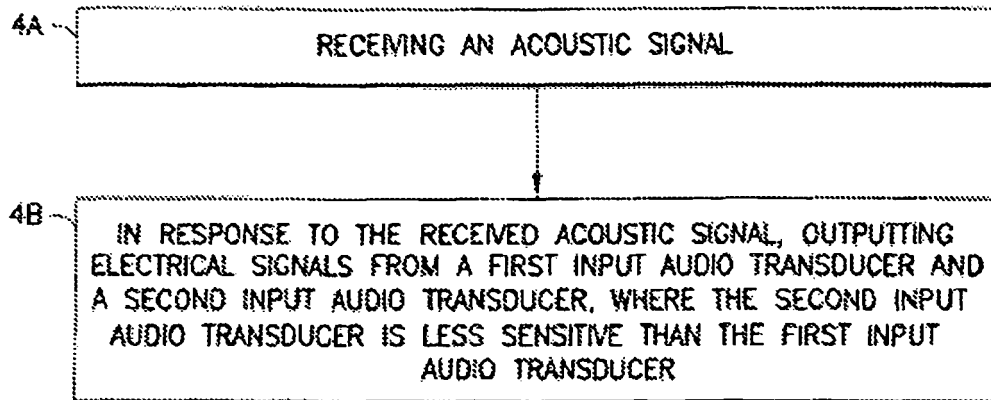 4A
RECEIVING AN ACOUSTIC SIGNAL
4B
IN RESPONSE TO THE RECEIVED ACOUSTIC SIGNAL, OUTPUTTING
ELECTRICAL SIGNALS FROM A FIRST INPUT AUDIO TRANSDUCER AND
A SECOND INPUT AUDIO TRANSDUCER, WHERE THE SECOND INPUT
AUDIO TRANSDUCER IS LESS SENSITIVE THAN THE FIRST INPUT
AUDIO TRANSDUCER